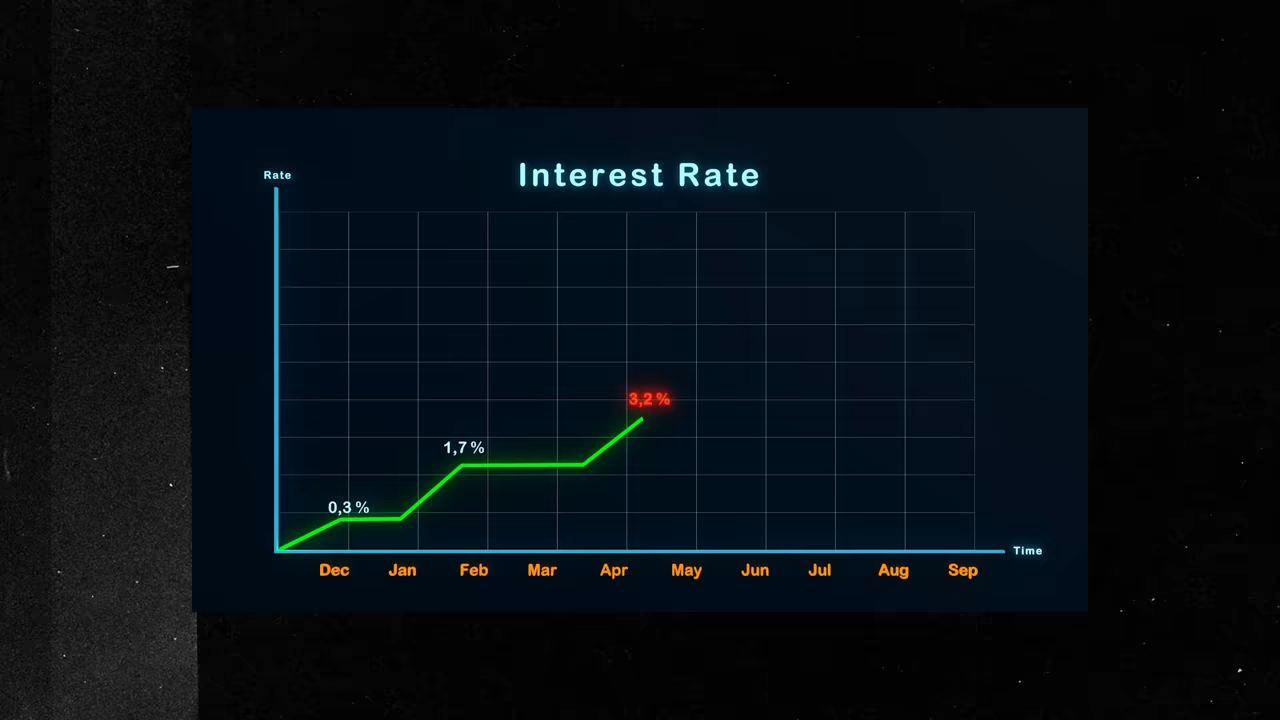 Interest Rate
Rate
3,2 %
1,7 %
0,3 %
Time
Dec Jan Feb Mar Apr May Jun Jul Aug Sep